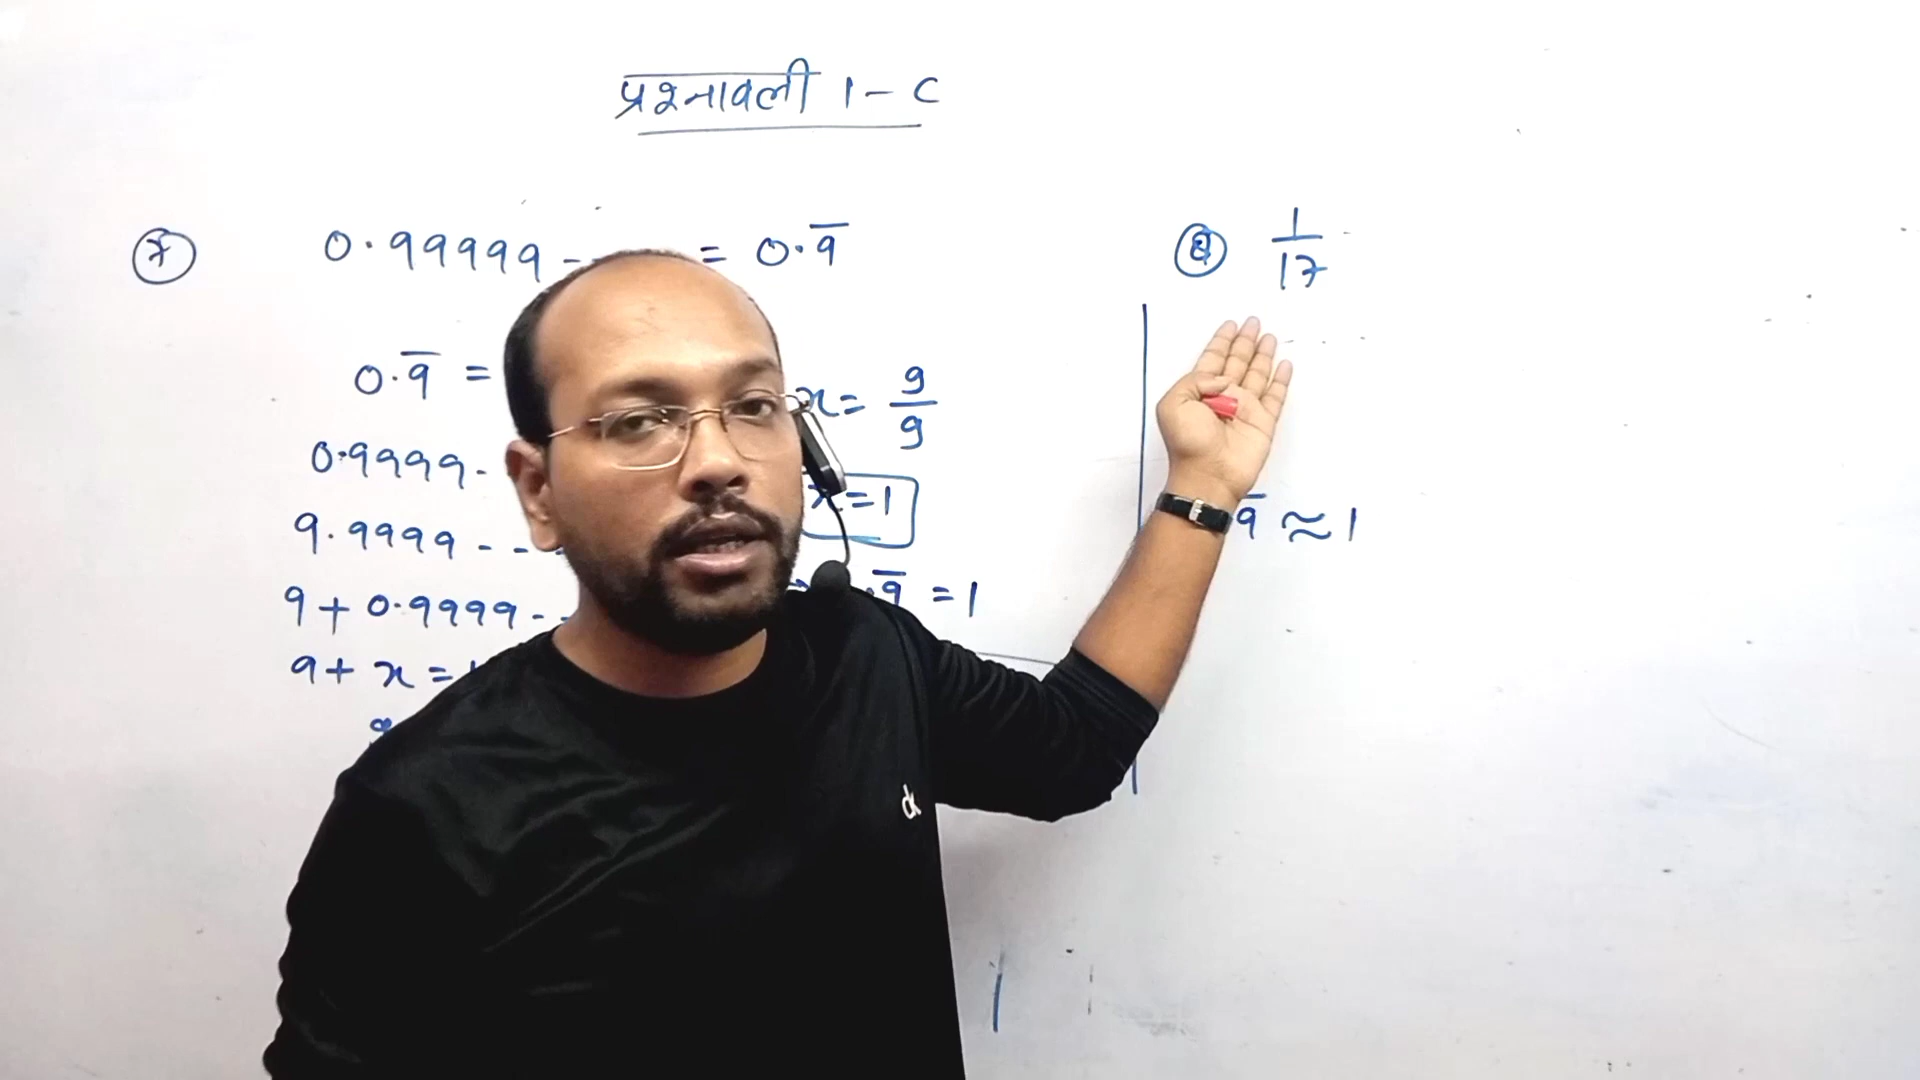 प्रश्नावली 1 - C
7 0.99999 - - = 0.9̅
0.9̅ =
0.9999 -
9.9999 - - -
9 + 0.9999 - -
9 + x =
x = 9/9
x = 1
.9̅ = 1
8 1/17
9̅ ≈ 1
dk